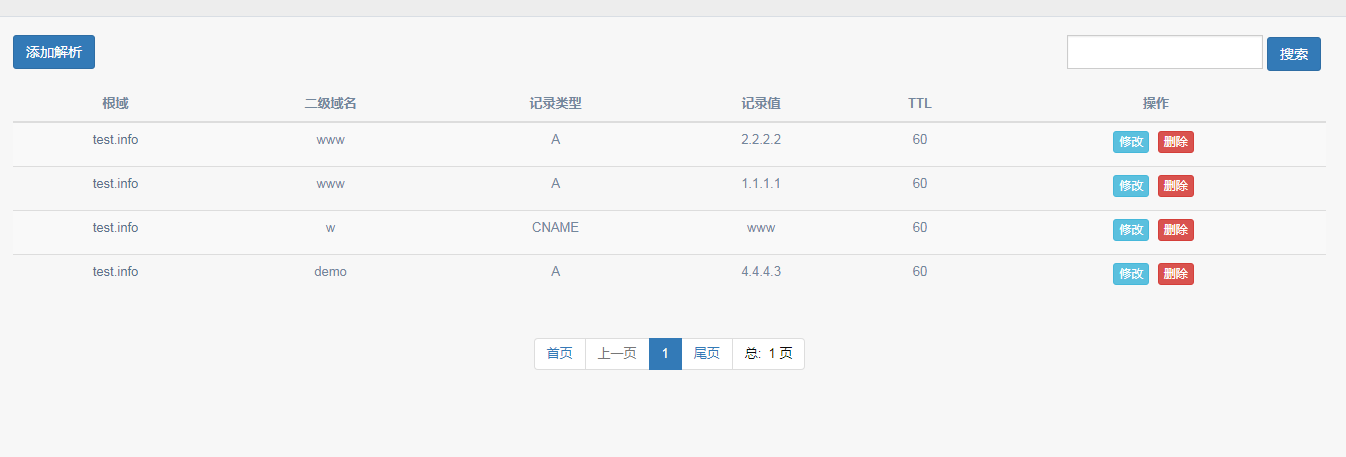 添加解析 搜索
根域 二级域名 记录类型 记录值 TTL 操作
test.info www A 2.2.2.2 60 修改 删除
test.info www A 1.1.1.1 60 修改 删除
test.info w CNAME www 60 修改 删除
test.info demo A 4.4.4.3 60 修改 删除
首页 上一页 1 尾页 总: 1 页